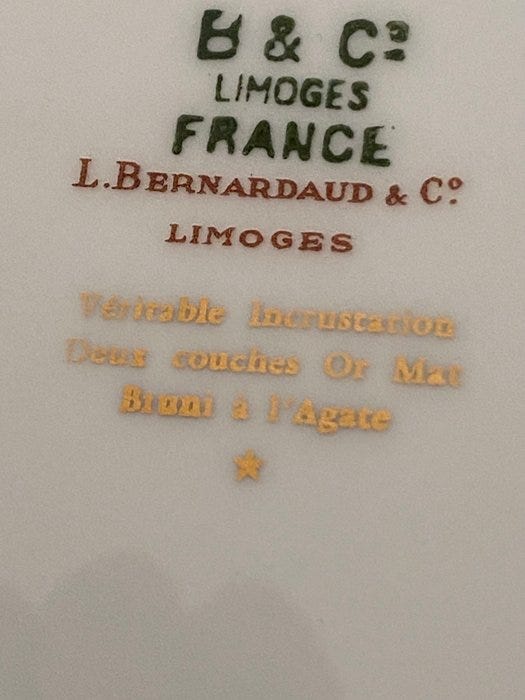 B & Cº
LIMOGES
FRANCE
L.BERNARDAUD & Cº
LIMOGES
Véritable Incrustation
Deux couches Or Mat
Bruni à l'Agate